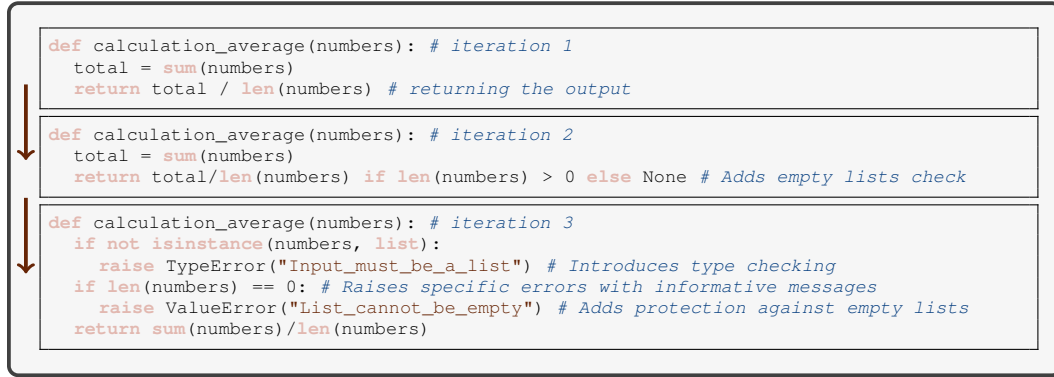 def calculation_average(numbers): # iteration 1
total = sum(numbers)
return total / len(numbers) # returning the output
def calculation_average(numbers): # iteration 2
total = sum(numbers)
return total/len(numbers) if len(numbers) > 0 else None # Adds empty lists check
def calculation_average(numbers): # iteration 3
if not isinstance(numbers, list):
raise TypeError("Input_must_be_a_list") # Introduces type checking
if len(numbers) == 0: # Raises specific errors with informative messages
raise ValueError("List_cannot_be_empty") # Adds protection against empty lists
return sum(numbers)/len(numbers)